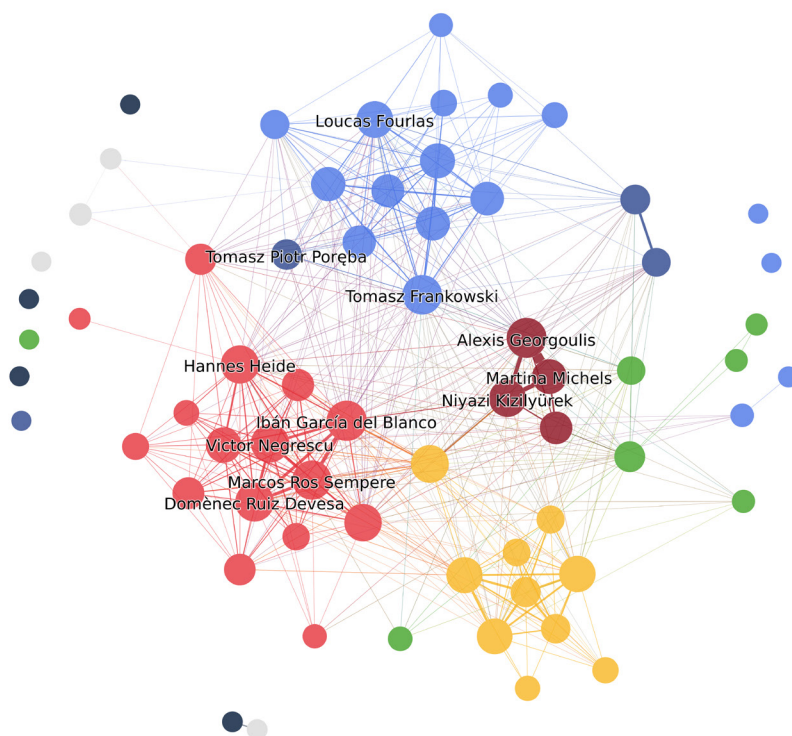 Loucas Fourlas
Tomasz Piotr Poręba
Tomasz Frankowski
Alexis Georgoulis
Hannes Heide
Martina Michels
Niyazi Kizilyürek
Ibán García del Blanco
Victor Negrescu
Marcos Ros Sempere
Domènec Ruiz Devesa